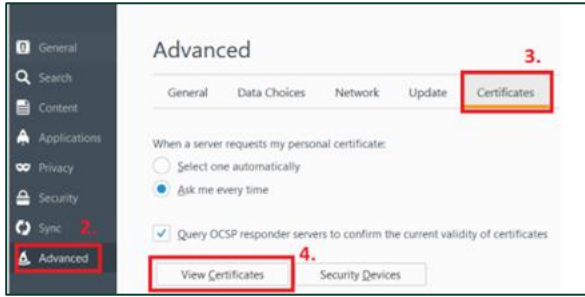 General
Search
Content
Applications
Privacy
Security
Sync 2.
Advanced
Advanced
3.
General Data Choices Network Update Certificates
When a server requests my personal certificate:
Select one automatically
Ask me every time
Query OCSP responder servers to confirm the current validity of certificates
4.
View Certificates Security Devices